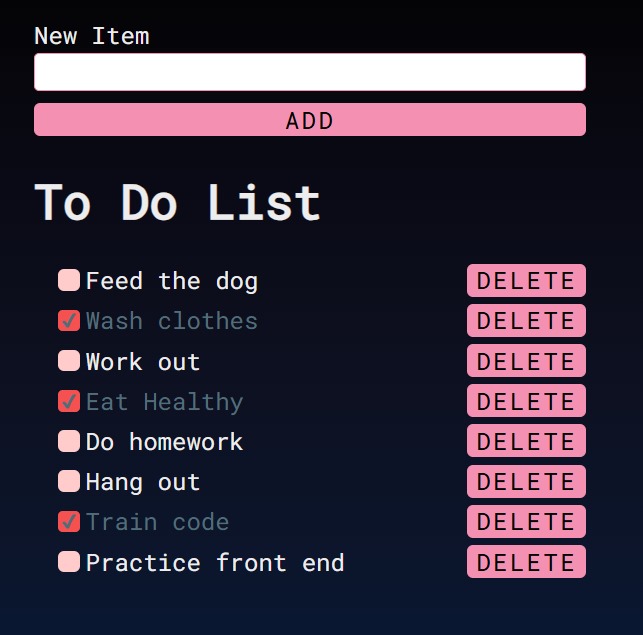 New Item
ADD
To Do List
Feed the dog DELETE
Wash clothes DELETE
Work out DELETE
Eat Healthy DELETE
Do homework DELETE
Hang out DELETE
Train code DELETE
Practice front end DELETE